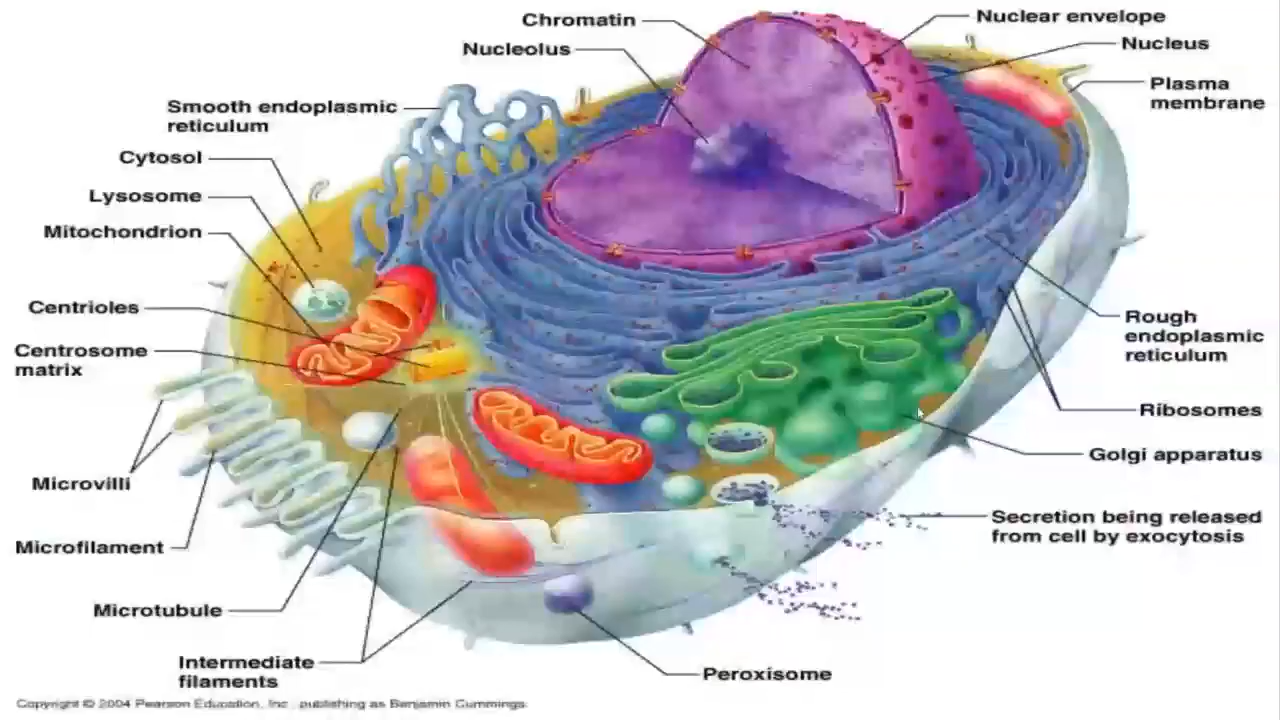 Chromatin
Nucleolus
Nuclear envelope
Nucleus
Plasma
membrane
Smooth endoplasmic
reticulum
Cytosol
Lysosome
Mitochondrion
Centrioles
Centrosome
matrix
Microvilli
Microfilament
Microtubule
Intermediate
filaments
Rough
endoplasmic
reticulum
Ribosomes
Golgi apparatus
Secretion being released
from cell by exocytosis
Peroxisome
Copyright © 2004 Pearson Education, Inc., publishing as Benjamin Cummings.